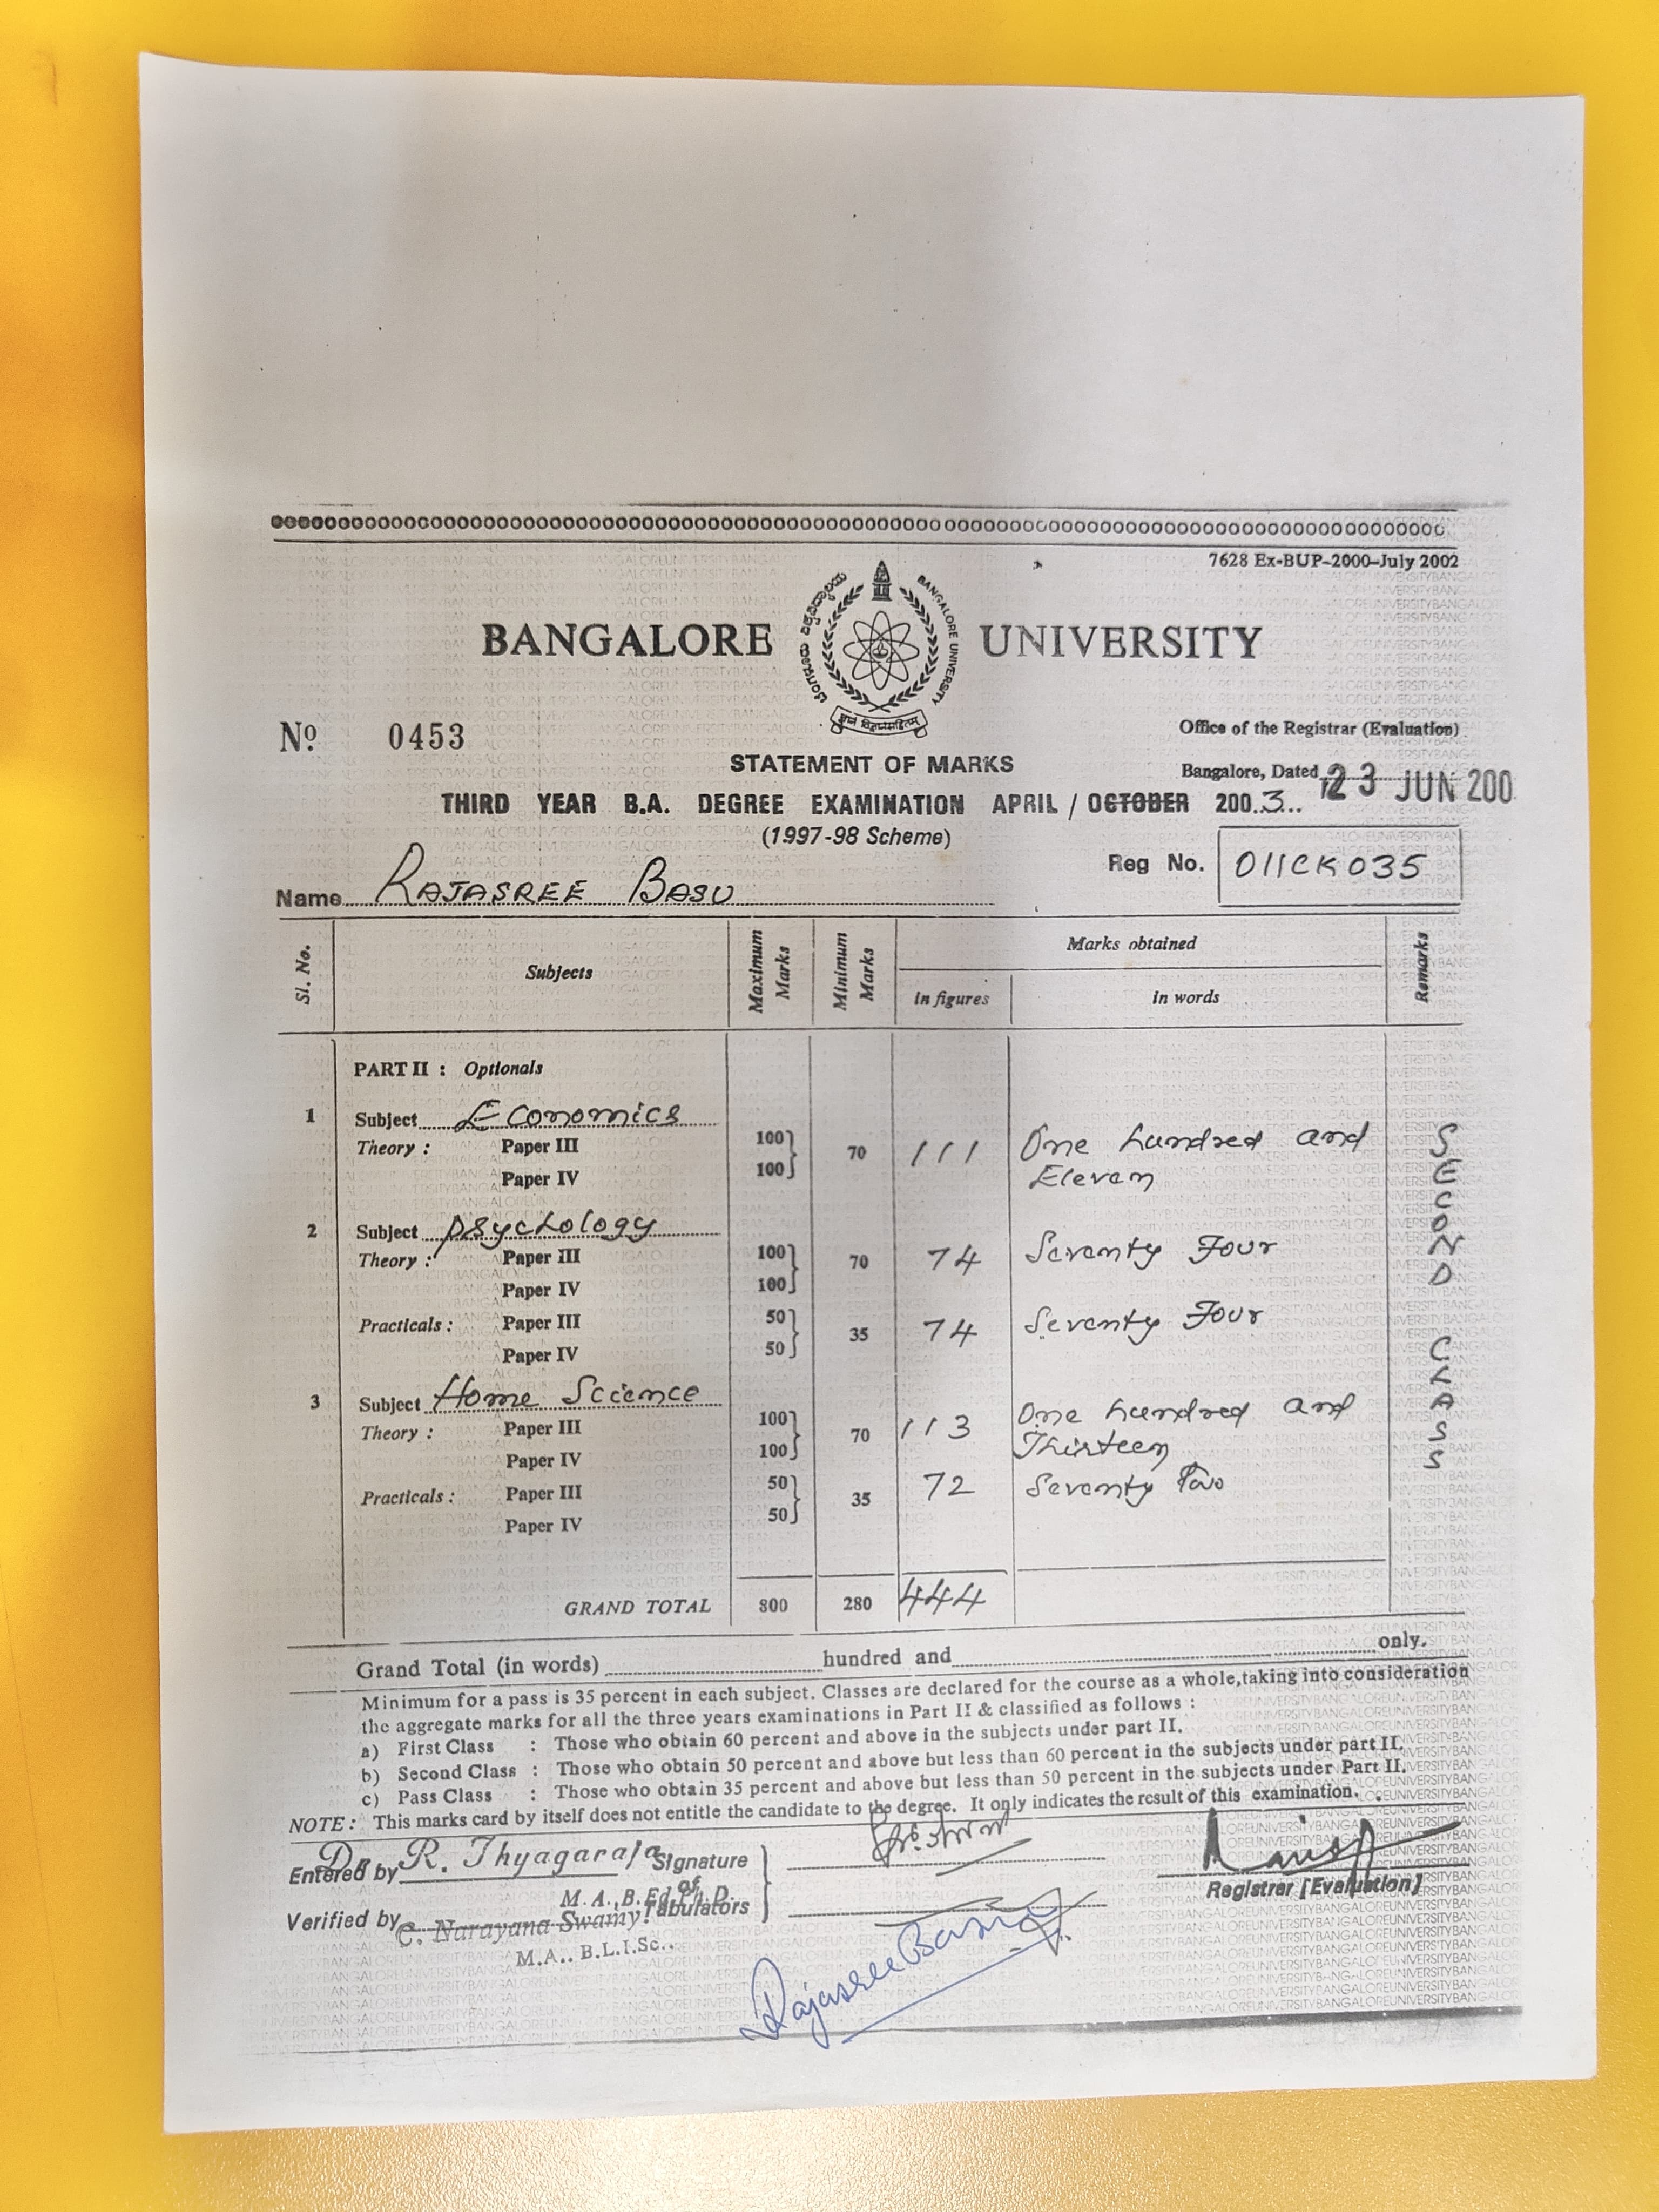 7628 Ex-BUP-2000-July 2002
BANGALORE UNIVERSITY
BANGALORE UNIVERSITY
ಬೆಂಗಳೂರು ವಿಶ್ವವಿದ್ಯಾಲಯ
ज्ञानं विज्ञानसहितम्
Nº 0453
Office of the Registrar (Evaluation)
STATEMENT OF MARKS
Bangalore, Dated 23 JUN 200
THIRD YEAR B.A. DEGREE EXAMINATION APRIL / OCTOBER 200..3...
(1997-98 Scheme)
Reg No. 011CK035
Name RAJASREE BASU
Sl. No. Subjects Maximum Marks Minimum Marks Marks obtained Remarks
in figures in words
PART II : Optionals
1 Subject Economics
Theory : Paper III 100 70 111 One hundred and
Paper IV 100 Eleven
2 Subject Psychology
Theory : Paper III 100 70 74 Seventy Four
Paper IV 100
Practicals : Paper III 50 35 74 Seventy Four
Paper IV 50
3 Subject Home Science
Theory : Paper III 100 70 113 One hundred and
Paper IV 100 Thirteen
Practicals : Paper III 50 35 72 Seventy Two
Paper IV 50
SECOND CLASS
GRAND TOTAL 800 280 444
Grand Total (in words) hundred and only.
Minimum for a pass is 35 percent in each subject. Classes are declared for the course as a whole, taking into consideration
the aggregate marks for all the three years examinations in Part II & classified as follows :
a) First Class : Those who obtain 60 percent and above in the subjects under part II.
b) Second Class : Those who obtain 50 percent and above but less than 60 percent in the subjects under part II.
c) Pass Class : Those who obtain 35 percent and above but less than 50 percent in the subjects under Part II.
NOTE : This marks card by itself does not entitle the candidate to the degree. It only indicates the result of this examination.
Entered by Dr. R. Thyagaraja
M.A.,B.Ed,Ph.D.
Signature of Tabulators
Registrar [Evaluation]
Verified by C. Narayana Swamy
M.A., B.L.I.Sc.,
Rajasree Basu